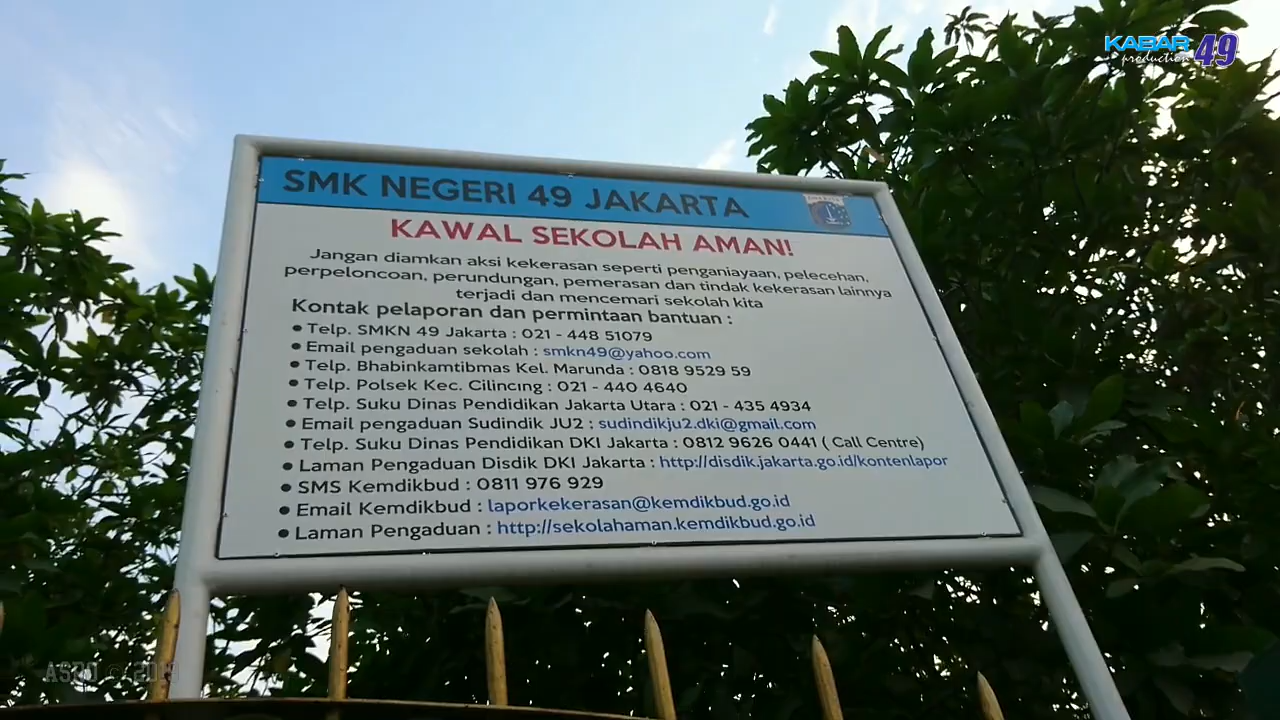 KABAR 49
production
SMK NEGERI 49 JAKARTA
KAWAL SEKOLAH AMAN!
Jangan diamkan aksi kekerasan seperti penganiayaan, pelecehan,
perpeloncoan, perundungan, pemerasan dan tindak kekerasan lainnya
terjadi dan mencemari sekolah kita
Kontak pelaporan dan permintaan bantuan :
• Telp. SMKN 49 Jakarta : 021 - 448 51079
• Email pengaduan sekolah : smkn49@yahoo.com
• Telp. Bhabinkamtibmas Kel. Marunda : 0818 9529 59
• Telp. Polsek Kec. Cilincing : 021 - 440 4640
• Telp. Suku Dinas Pendidikan Jakarta Utara : 021 - 435 4934
• Email pengaduan Sudindik JU2 : sudindikju2.dki@gmail.com
• Telp. Suku Dinas Pendidikan DKI Jakarta : 0812 9626 0441 ( Call Centre)
• Laman Pengaduan Disdik DKI Jakarta : http://disdik.jakarta.go.id/kontenlapor
• SMS Kemdikbud : 0811 976 929
• Email Kemdikbud : laporkekerasan@kemdikbud.go.id
• Laman Pengaduan : http://sekolahaman.kemdikbud.go.id